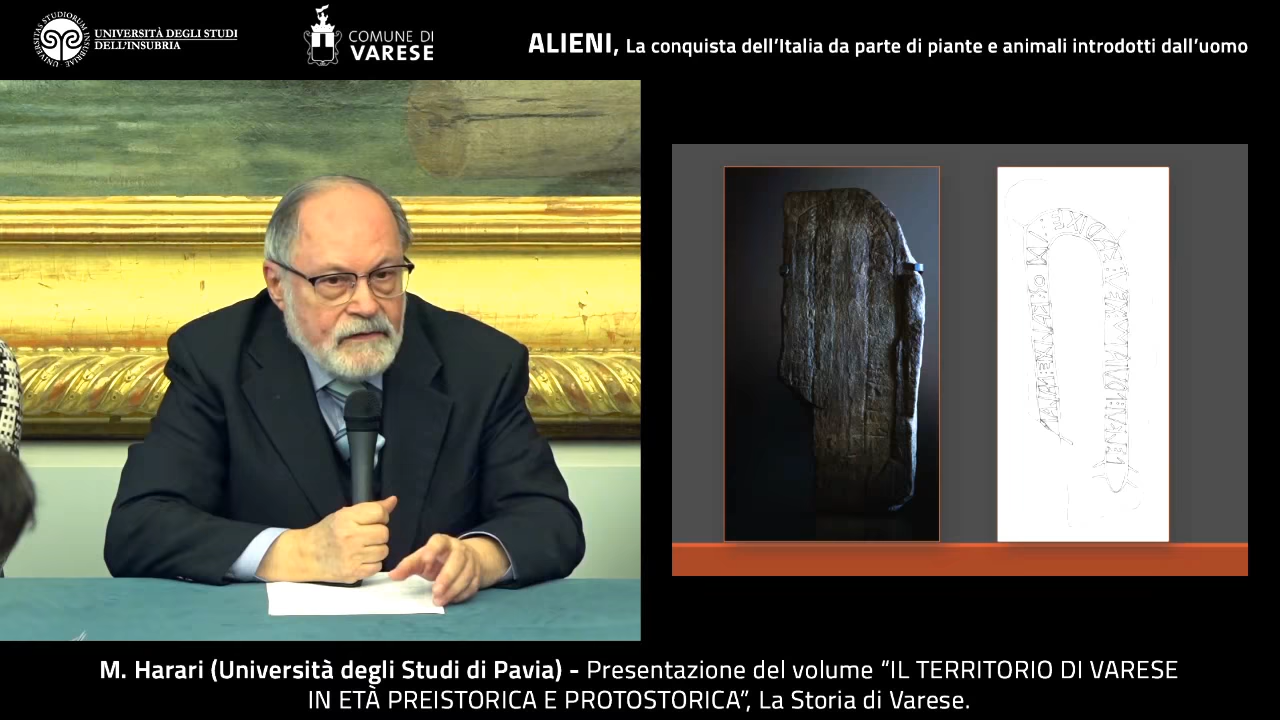 UNIVERSITÀ DEGLI STUDI
DELL'INSUBRIA
COMUNE DI
VARESE
ALIENI, La conquista dell'Italia da parte di piante e animali introdotti dall'uomo
M. Harari (Università degli Studi di Pavia) - Presentazione del volume “IL TERRITORIO DI VARESE
IN ETÀ PREISTORICA E PROTOSTORICA”, La Storia di Varese.